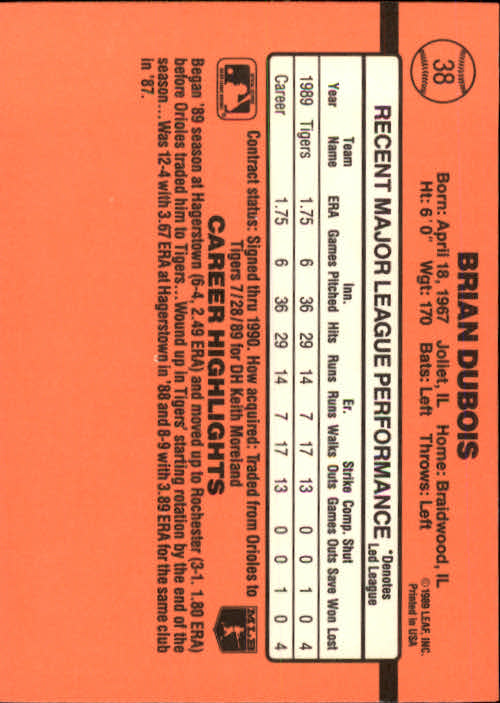 38
BRIAN DUBOIS
Born: April 18, 1967 Joliet, IL Home: Braidwood, IL
Ht: 6'0" Wgt: 170 Bats: Left Throws: Left
©1989 LEAF, INC.
Printed in USA
RECENT MAJOR LEAGUE PERFORMANCE *Denotes Led League
Team Inn. Er. Strike Comp. Shut
Year Name ERA Games Pitched Hits Runs Runs Walks Outs Games Outs Save Won Lost
1989 Tigers 1.75 6 36 29 14 7 17 13 0 0 1 0 4
Career 1.75 6 36 29 14 7 17 13 0 0 1 0 4
Contract status: Signed thru 1990. How acquired: Traded from Orioles to
Tigers 7/28/89 for DH Keith Moreland
MLB
CAREER HIGHLIGHTS
Began '89 season at Hagerstown (6-4, 2.49 ERA) and moved up to Rochester (3-1. 1.80 ERA)
before Orioles traded him to Tigers...Wound up in Tigers' starting rotation by the end of the
season...Was 12-4 with 3.67 ERA at Hagerstown in '88 and 8-9 with 3.89 ERA for the same club
in '87.